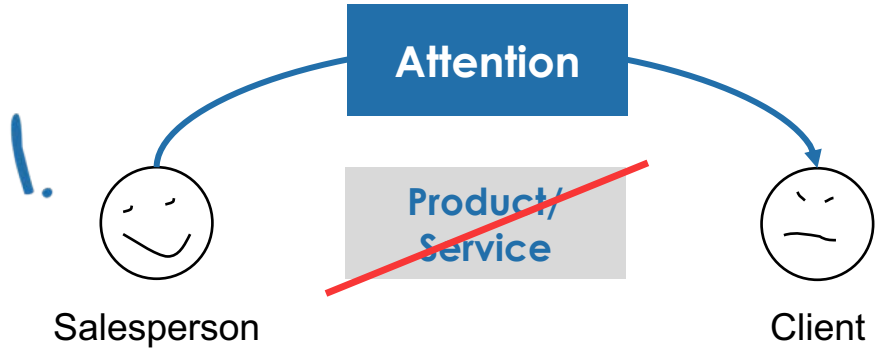 Attention
1.
Product/
Service
Salesperson
Client